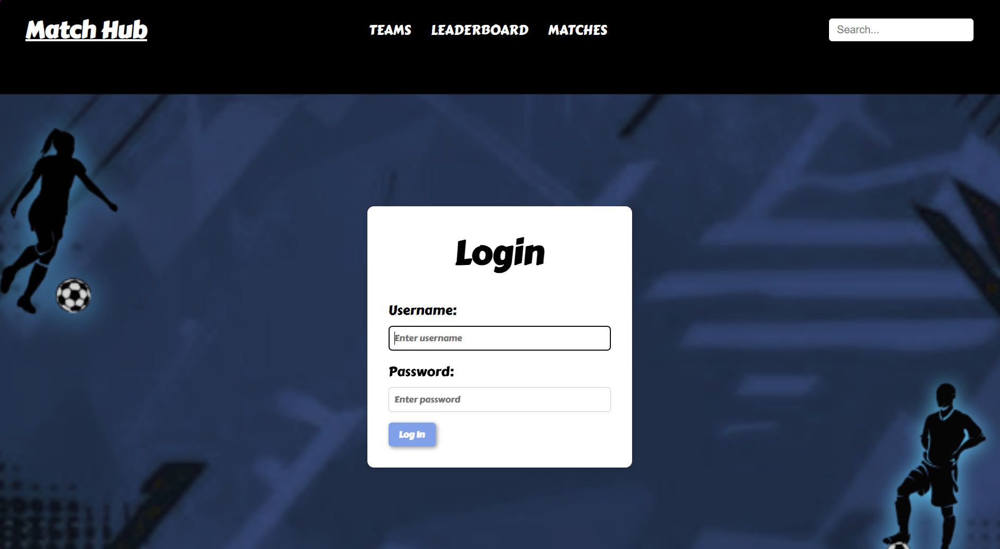 Match Hub
TEAMS LEADERBOARD MATCHES
Search...
Login
Username:
Enter username
Password:
Enter password
Log In